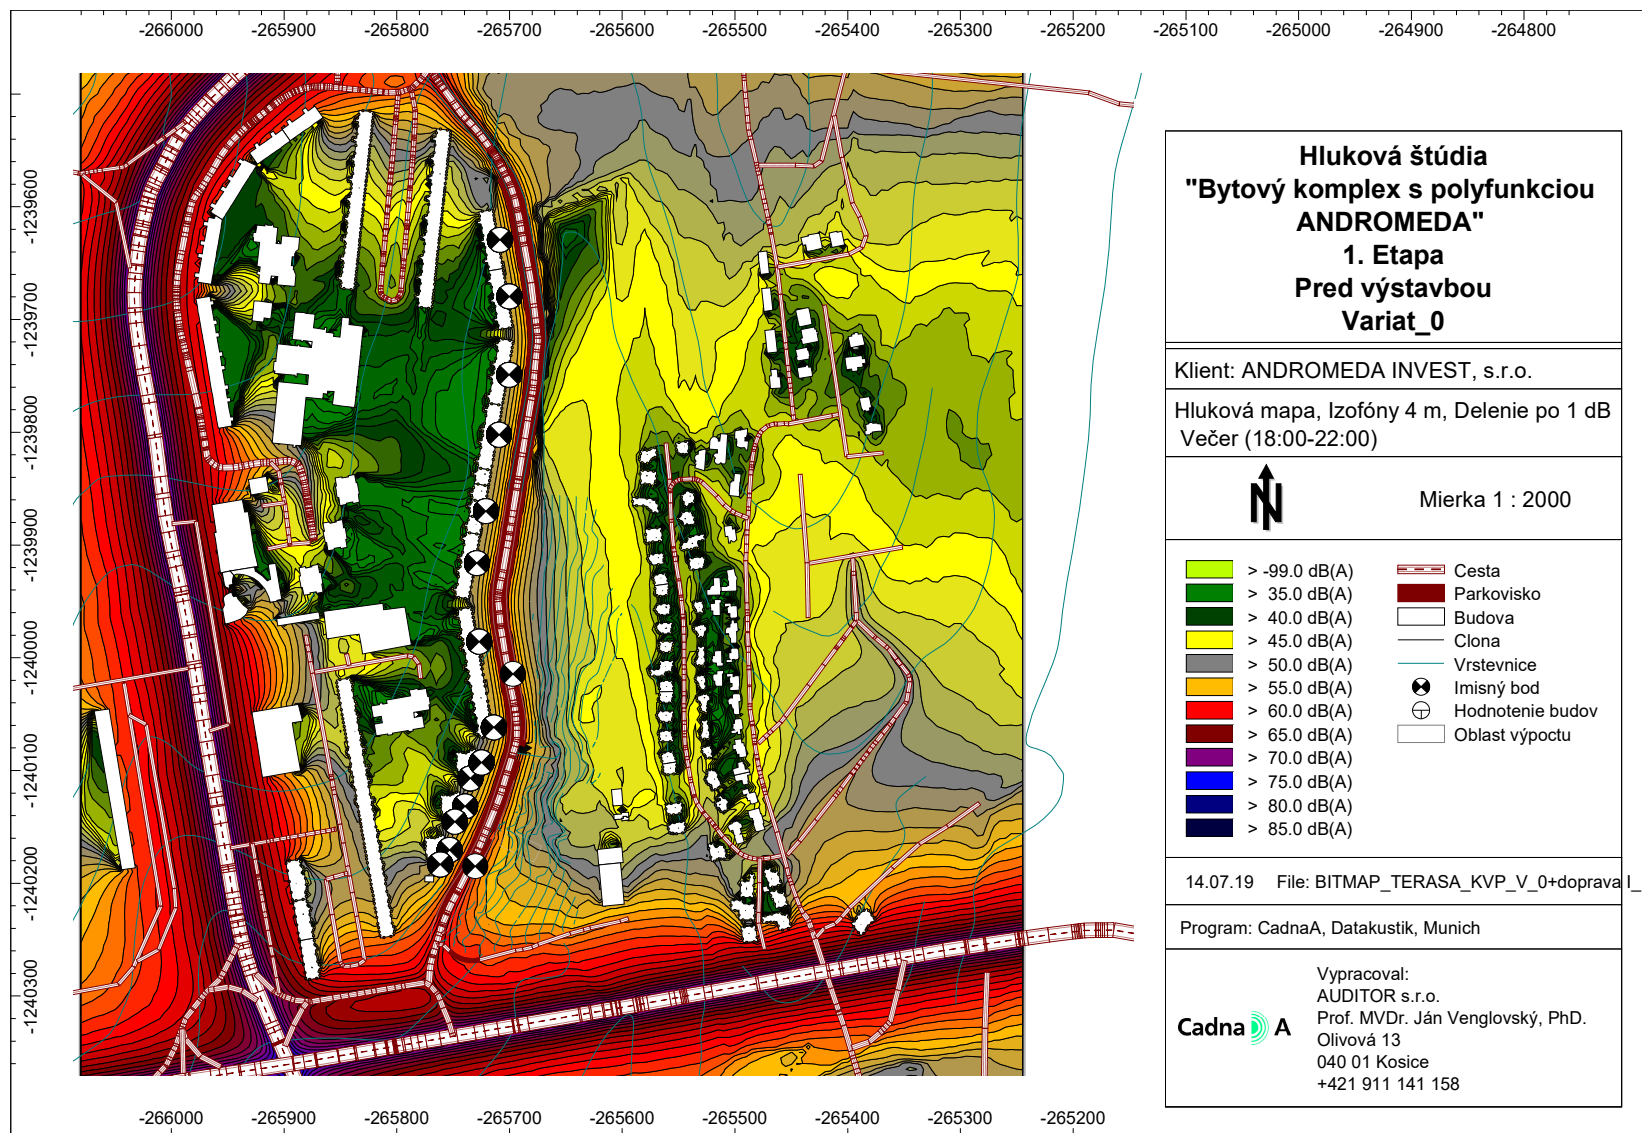 -266000 -265900 -265800 -265700 -265600 -265500 -265400 -265300 -265200 -265100 -265000 -264900 -264800
-1239600
-1239700
-1239800
-1239900
-1240000
-1240100
-1240200
-1240300
Hluková štúdia
"Bytový komplex s polyfunkciou
ANDROMEDA"
1. Etapa
Pred výstavbou
Variat_0
Klient: ANDROMEDA INVEST, s.r.o.
Hluková mapa, Izofóny 4 m, Delenie po 1 dB
Večer (18:00-22:00)
N
Mierka 1 : 2000
> -99.0 dB(A)
> 35.0 dB(A)
> 40.0 dB(A)
> 45.0 dB(A)
> 50.0 dB(A)
> 55.0 dB(A)
> 60.0 dB(A)
> 65.0 dB(A)
> 70.0 dB(A)
> 75.0 dB(A)
> 80.0 dB(A)
> 85.0 dB(A)
Cesta
Parkovisko
Budova
Clona
Vrstevnice
Imisný bod
Hodnotenie budov
Oblast výpoctu
14.07.19 File: BITMAP_TERASA_KVP_V_0+doprava I_
Program: CadnaA, Datakustik, Munich
Cadna A
Vypracoval:
AUDITOR s.r.o.
Prof. MVDr. Ján Venglovský, PhD.
Olivová 13
040 01 Kosice
+421 911 141 158
-266000 -265900 -265800 -265700 -265600 -265500 -265400 -265300 -265200